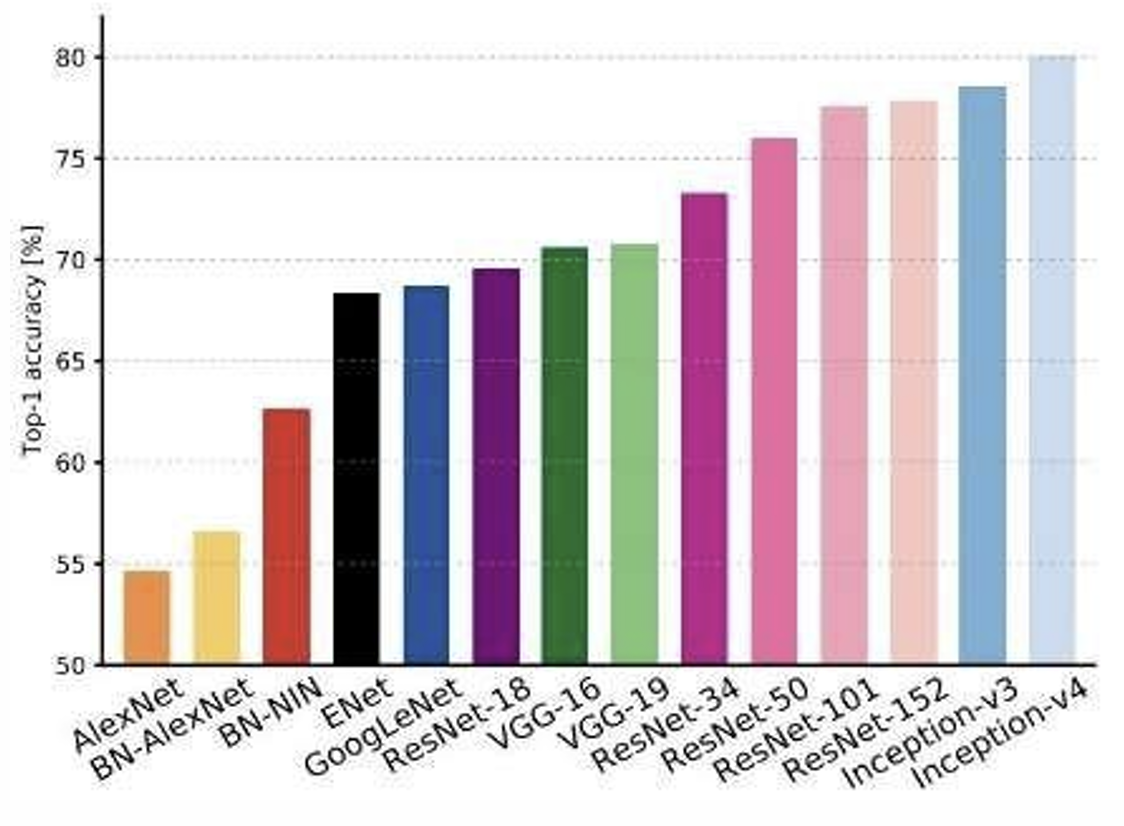 80
75
70
65
60
55
50
Top-1 accuracy [%]
AlexNet
BN-AlexNet
BN-NIN
ENet
GoogLeNet
ResNet-18
VGG-16
VGG-19
ResNet-34
ResNet-50
ResNet-101
ResNet-152
Inception-v3
Inception-v4